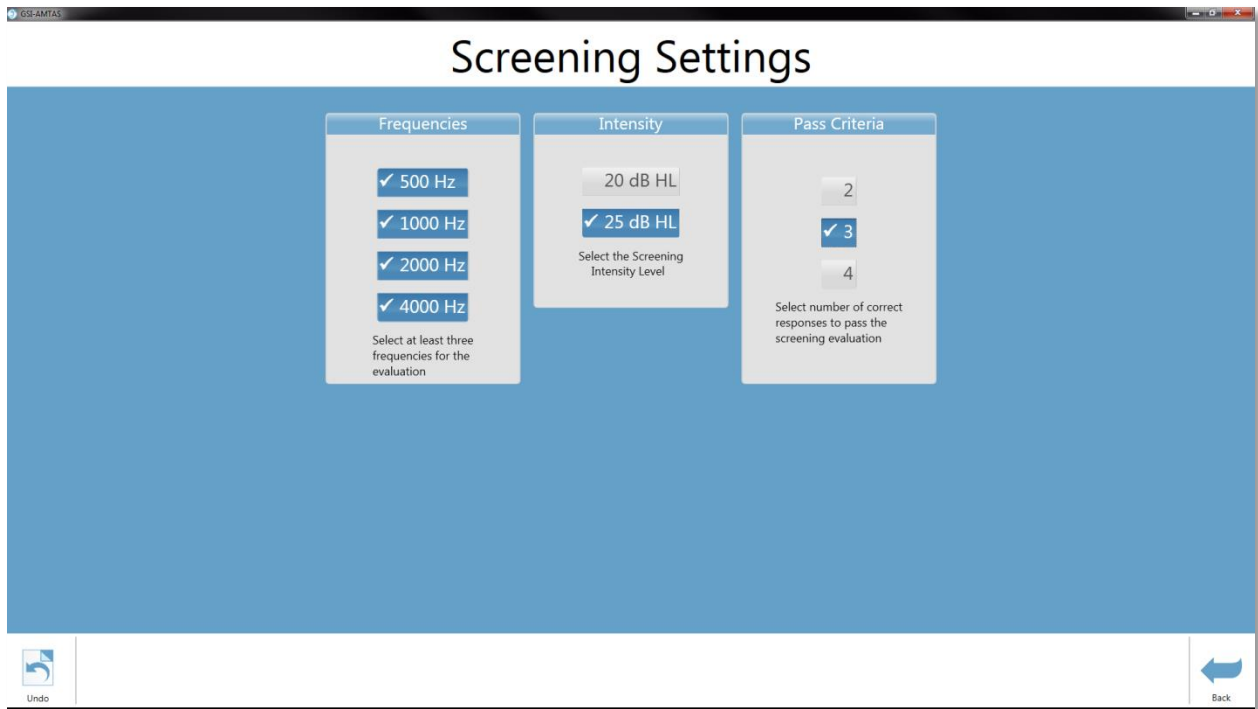 GSI-AMTAS
Screening Settings
Frequencies
✓ 500 Hz
✓ 1000 Hz
✓ 2000 Hz
✓ 4000 Hz
Select at least three
frequencies for the
evaluation
Intensity
20 dB HL
✓ 25 dB HL
Select the Screening
Intensity Level
Pass Criteria
2
✓ 3
4
Select number of correct
responses to pass the
screening evaluation
Undo
Back